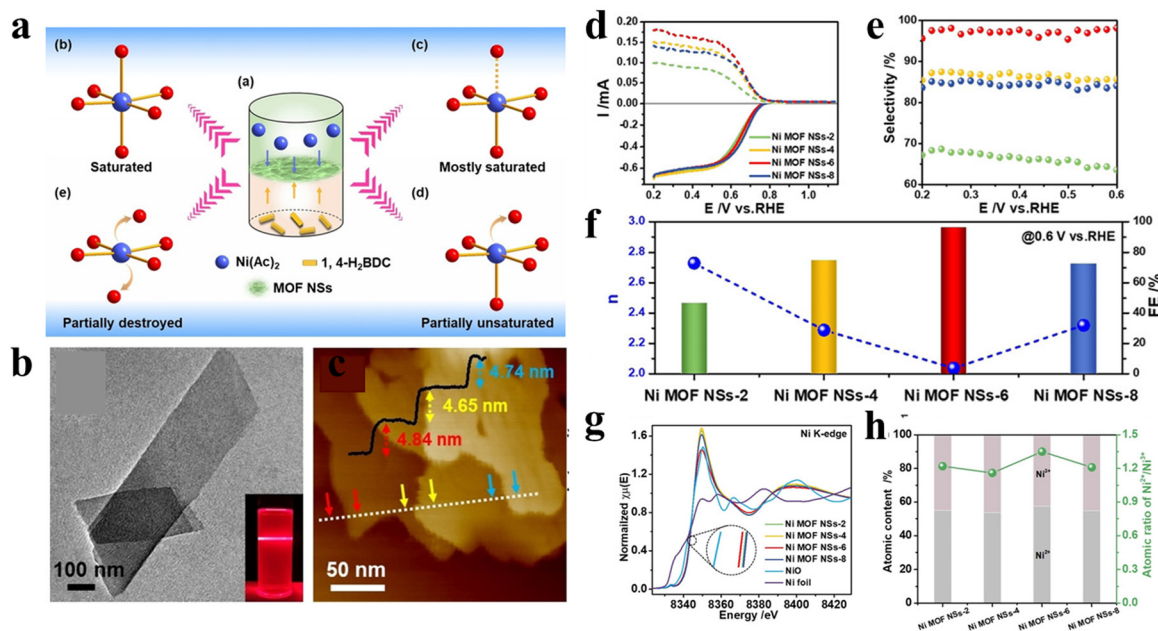 a
(b)
Saturated
(c)
Mostly saturated
(a)
(e)
Partially destroyed
(d)
Partially unsaturated
Ni(Ac)₂
1, 4-H₂BDC
MOF NSs
b
100 nm
c
4.74 nm
4.65 nm
4.84 nm
50 nm
d
I /mA
0.20
0.15
0.10
0.05
0.00
-0.2
-0.4
-0.6
Ni MOF NSs-2
Ni MOF NSs-4
Ni MOF NSs-6
Ni MOF NSs-8
0.2 0.4 0.6 0.8 1.0
E /V vs.RHE
e
Selectivity /%
100
90
80
70
60
0.2 0.3 0.4 0.5 0.6
E /V vs.RHE
f
@0.6 V vs.RHE
n
3.0
2.8
2.6
2.4
2.2
2.0
100
80
60
40
20
0
FE /%
Ni MOF NSs-2 Ni MOF NSs-4 Ni MOF NSs-6 Ni MOF NSs-8
g
Ni K-edge
Normalized χμ(E)
1.6
1.2
0.8
0.4
0.0
Ni MOF NSs-2
Ni MOF NSs-4
Ni MOF NSs-6
Ni MOF NSs-8
NiO
Ni foil
8340 8360 8380 8400
Energy /eV
h
Atomic content /%
100
80
60
40
20
0
Ni³⁺
Ni²⁺
1.5
1.2
0.9
0.6
0.3
0.0
Atomic ratio of Ni²⁺/Ni³⁺
Ni MOF NSs-2 Ni MOF NSs-4 Ni MOF NSs-6 Ni MOF NSs-8